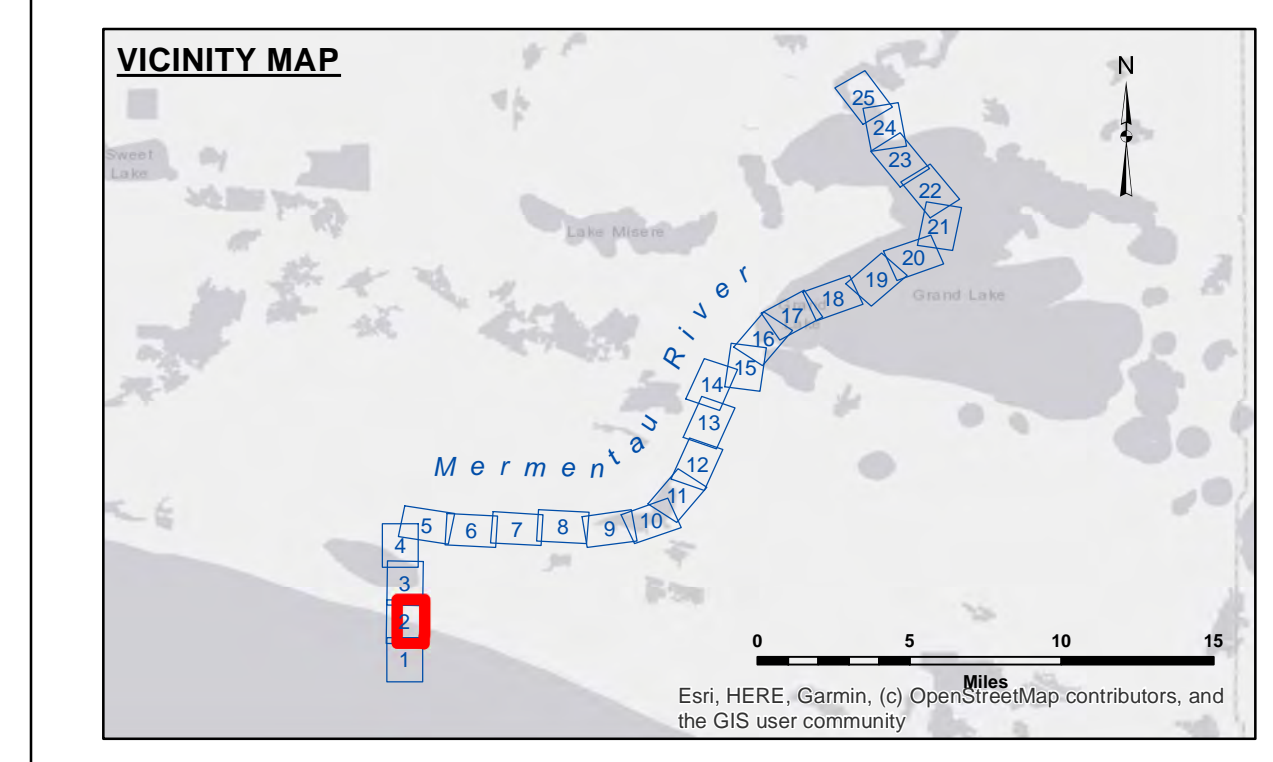 VICINITY MAP
N
25
24
Sweet
Lake
23
22
21
Lake Misere
20
19
Grand Lake
18
17
Grand
Lake
16
15
14
13
Mermentau River
12
11
10
9
8
7
6
5
4
3
2
1
0 5 10 15
Miles
Esri, HERE, Garmin, (c) OpenStreetMap contributors, and
the GIS user community